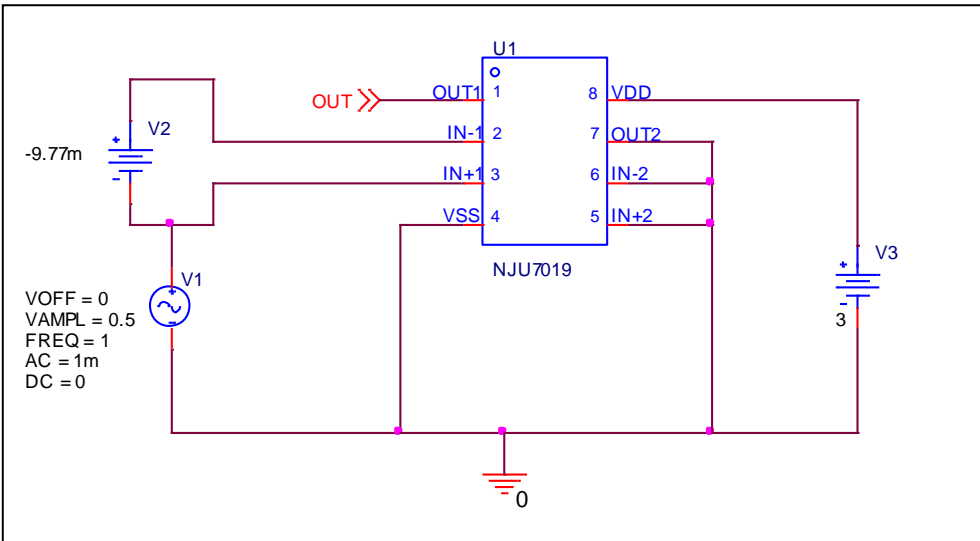 U1
OUT
OUT1
1
IN-1
2
IN+1
3
VSS
4
8
VDD
7
OUT2
6
IN-2
5
IN+2
NJU7019
V2
-9.77m
+
-
V1
+
-
VOFF = 0
VAMPL = 0.5
FREQ = 1
AC = 1m
DC = 0
V3
+
-
3
0